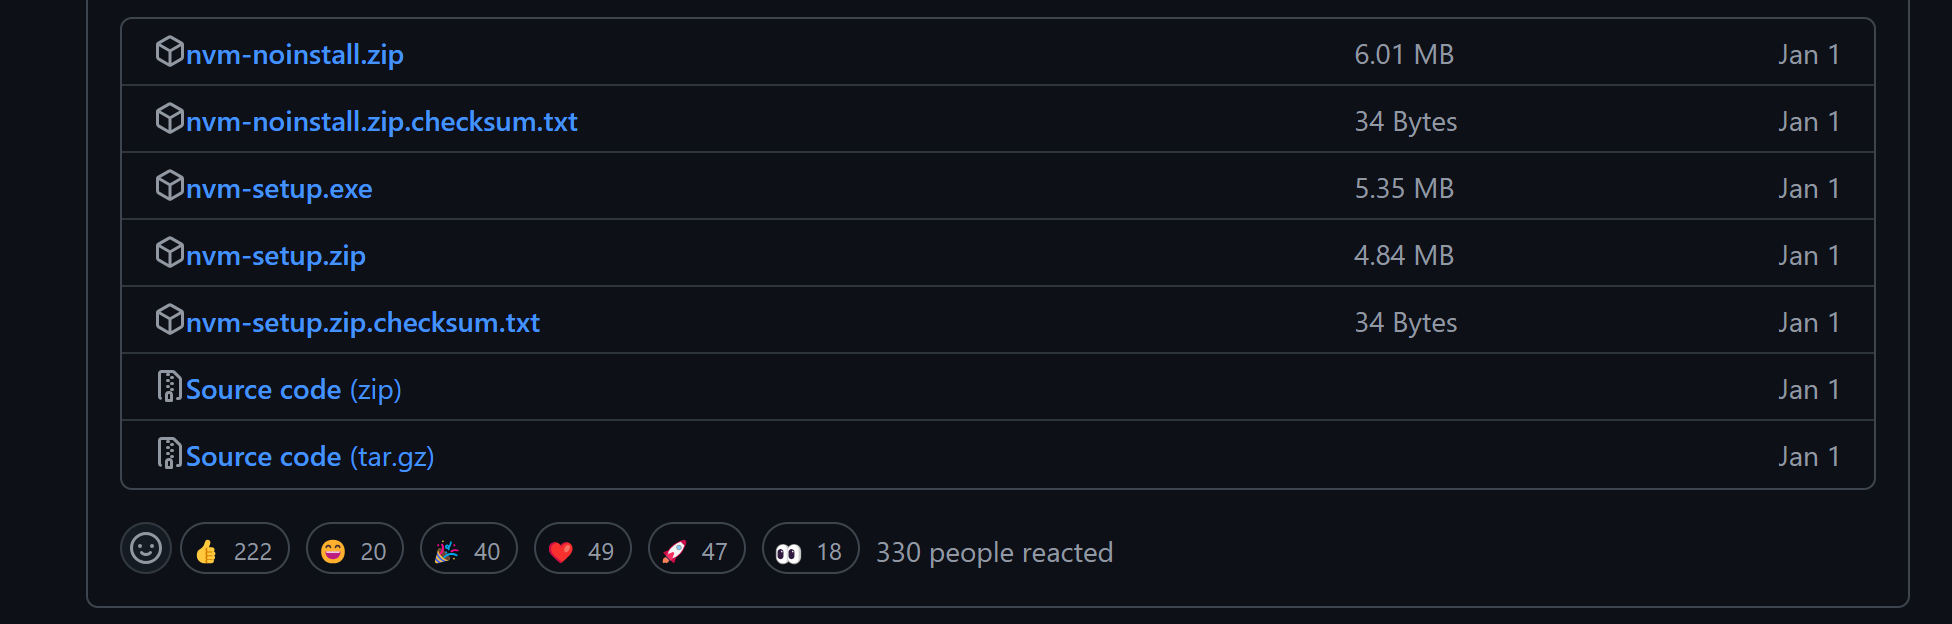 nvm-noinstall.zip 6.01 MB Jan 1
nvm-noinstall.zip.checksum.txt 34 Bytes Jan 1
nvm-setup.exe 5.35 MB Jan 1
nvm-setup.zip 4.84 MB Jan 1
nvm-setup.zip.checksum.txt 34 Bytes Jan 1
Source code (zip) Jan 1
Source code (tar.gz) Jan 1
👍 222 😄 20 🎉 40 ❤️ 49 🚀 47 👀 18 330 people reacted